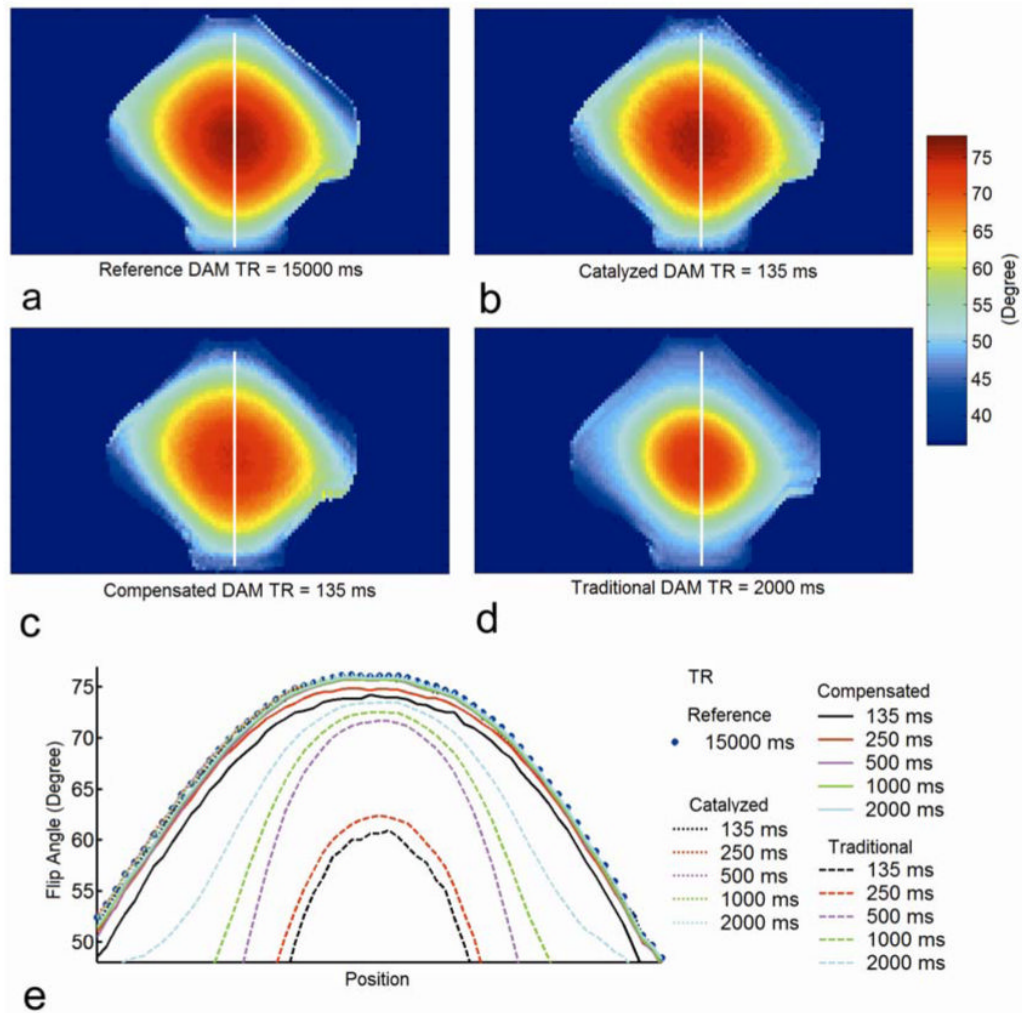 Reference DAM TR = 15000 ms
a
Catalyzed DAM TR = 135 ms
b
75
70
65
60
55
50
45
40
(Degree)
Compensated DAM TR = 135 ms
c
Traditional DAM TR = 2000 ms
d
75
70
65
60
55
50
Flip Angle (Degree)
Position
e
TR
Reference
15000 ms
Catalyzed
135 ms
250 ms
500 ms
1000 ms
2000 ms
Compensated
135 ms
250 ms
500 ms
1000 ms
2000 ms
Traditional
135 ms
250 ms
500 ms
1000 ms
2000 ms